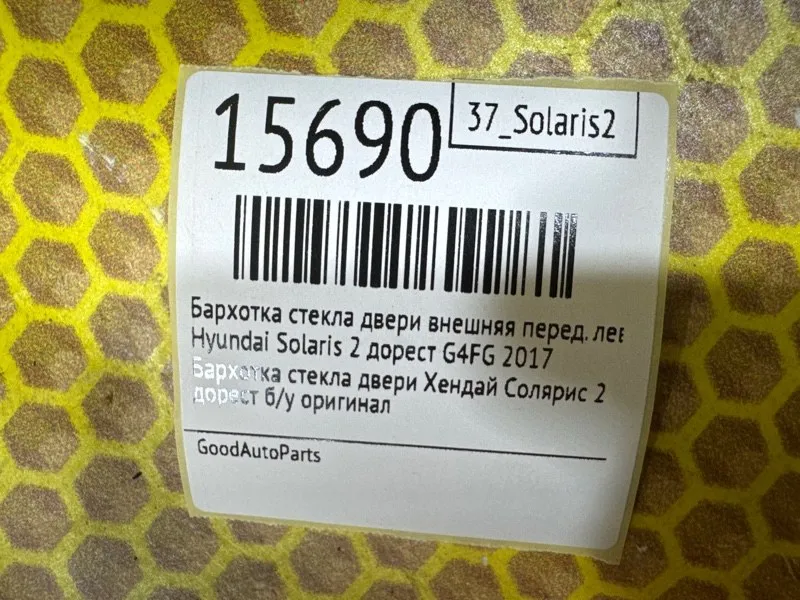 15690
37_Solaris2
Бархотка стекла двери внешняя перед. лев
Hyundai Solaris 2 дорест G4FG 2017
Бархотка стекла двери Хендай Солярис 2
дорест б/у оригинал
GoodAutoParts